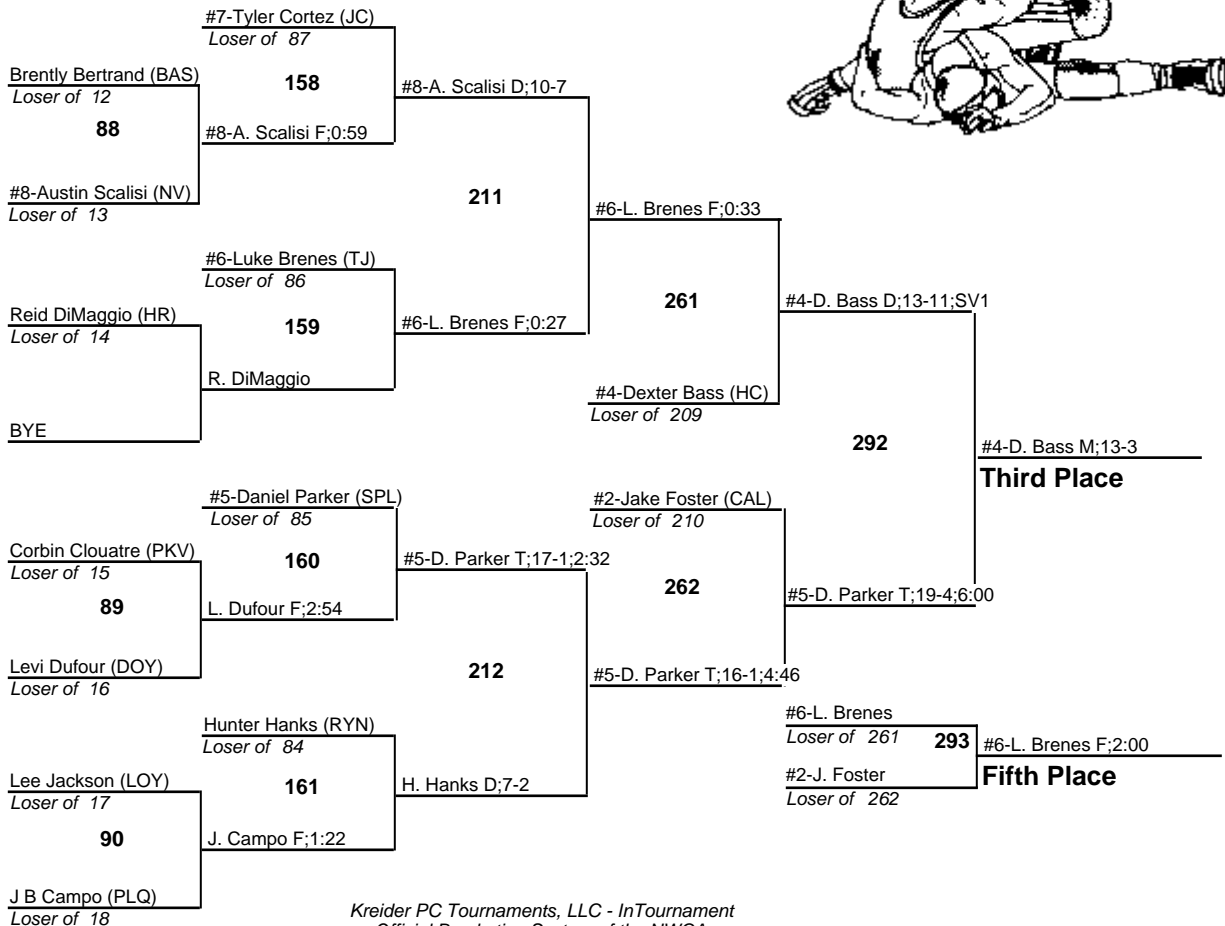 #7-Tyler Cortez (JC)
Loser of 87
Brently Bertrand (BAS)
Loser of 12
158
#8-A. Scalisi D;10-7
88
#8-A. Scalisi F;0:59
#8-Austin Scalisi (NV)
Loser of 13
211
#6-L. Brenes F;0:33
#6-Luke Brenes (TJ)
Loser of 86
Reid DiMaggio (HR)
Loser of 14
159
#6-L. Brenes F;0:27
261
#4-D. Bass D;13-11;SV1
R. DiMaggio
#4-Dexter Bass (HC)
Loser of 209
BYE
292
#4-D. Bass M;13-3
Third Place
#5-Daniel Parker (SPL)
Loser of 85
#2-Jake Foster (CAL)
Loser of 210
Corbin Clouatre (PKV)
Loser of 15
160
#5-D. Parker T;17-1;2:32
262
89
L. Dufour F;2:54
#5-D. Parker T;19-4;6:00
Levi Dufour (DOY)
Loser of 16
212
#5-D. Parker T;16-1;4:46
Hunter Hanks (RYN)
Loser of 84
#6-L. Brenes
Loser of 261
293
#6-L. Brenes F;2:00
Fifth Place
#2-J. Foster
Loser of 262
Lee Jackson (LOY)
Loser of 17
161
H. Hanks D;7-2
90
J. Campo F;1:22
J B Campo (PLQ)
Loser of 18
Kreider PC Tournaments, LLC - InTournament